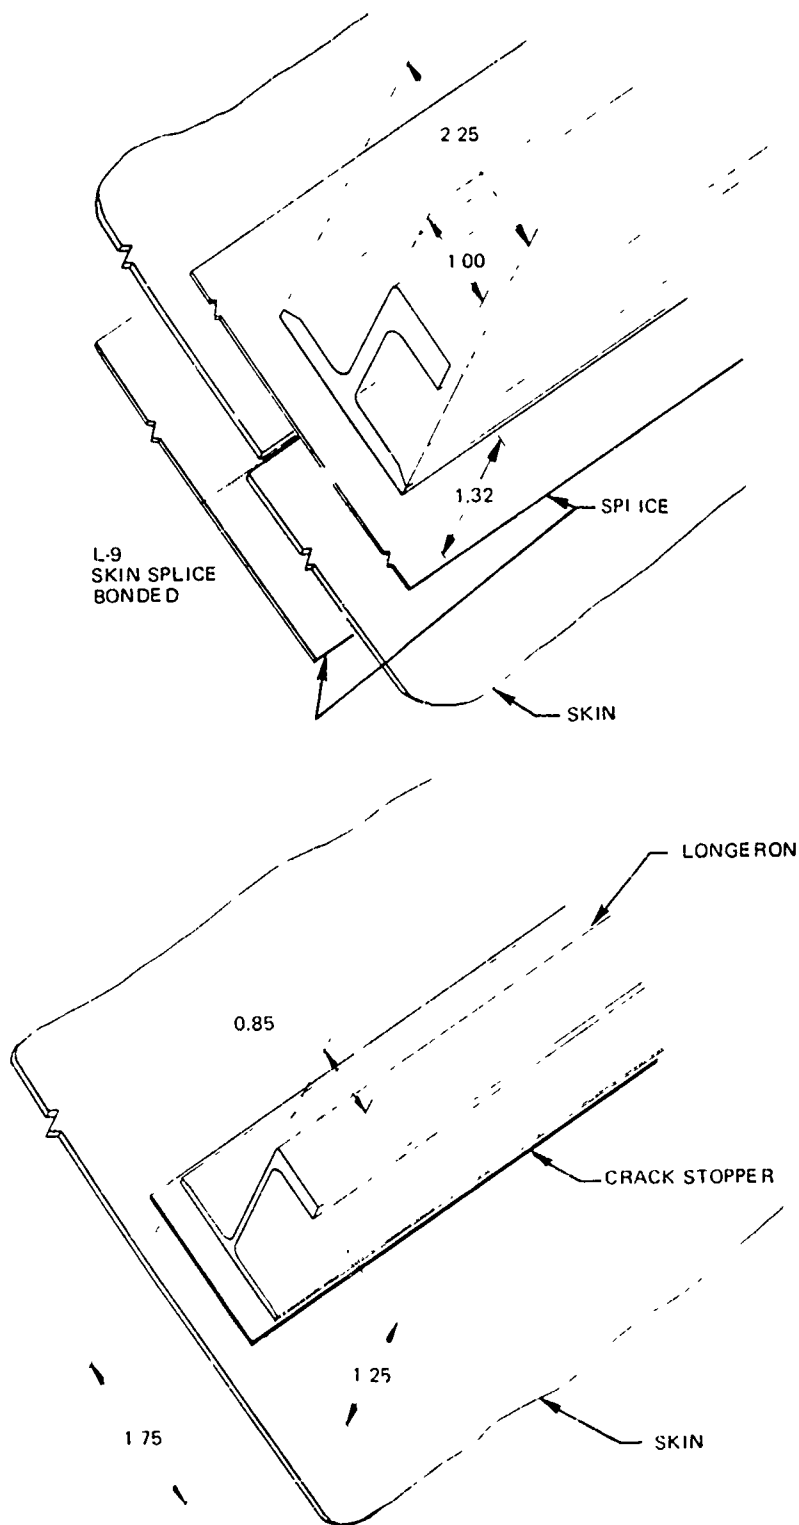 2 25
1 00
1.32
SPLICE
L-9
SKIN SPLICE
BONDED
SKIN
LONGERON
0.85
CRACK STOPPER
1 25
1 75
SKIN